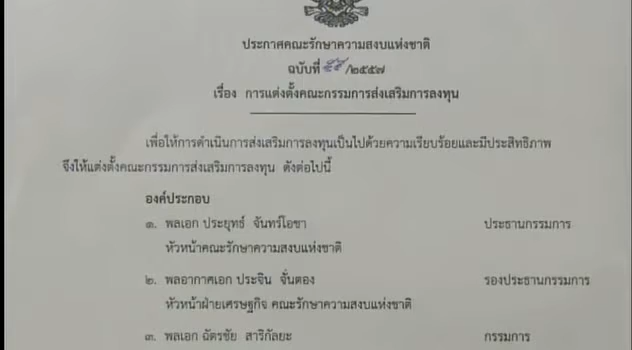 ประกาศคณะรักษาความสงบแห่งชาติ
ฉบับที่ ๕๕ /๒๕๕๗
เรื่อง การแต่งตั้งคณะกรรมการส่งเสริมการลงทุน
เพื่อให้การดำเนินการส่งเสริมการลงทุนเป็นไปด้วยความเรียบร้อยและมีประสิทธิภาพ
จึงให้แต่งตั้งคณะกรรมการส่งเสริมการลงทุน ดังต่อไปนี้
องค์ประกอบ
๑. พลเอก ประยุทธ์ จันทร์โอชา ประธานกรรมการ
หัวหน้าคณะรักษาความสงบแห่งชาติ
๒. พลอากาศเอก ประจิน จั่นตอง รองประธานกรรมการ
หัวหน้าฝ่ายเศรษฐกิจ คณะรักษาความสงบแห่งชาติ
๓. พลเอก ฉัตรชัย สาริกัลยะ กรรมการ